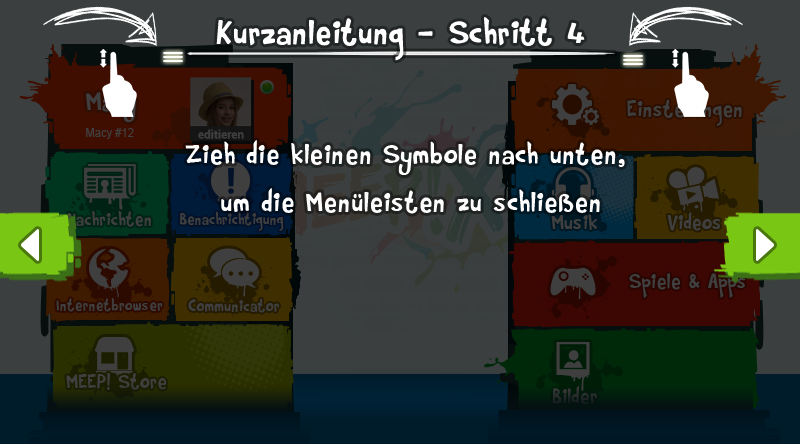 Kurzanleitung - Schritt 4
Macy #12
editieren
Einstellungen
Zieh die kleinen Symbole nach unten,
um die Menüleisten zu schließen
Nachrichten
Benachrichtigung
Musik
Videos
Internetbrowser
Communicator
Spiele & Apps
MEEP! Store
Bilder